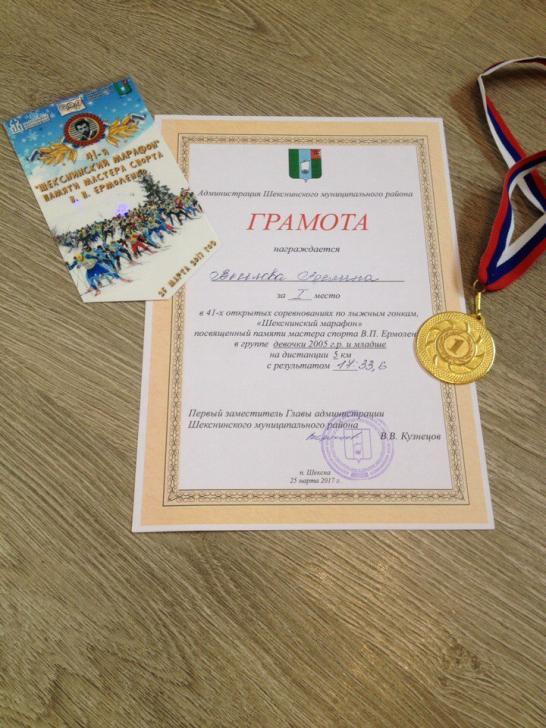 41-й
"ШЕКСНИНСКИЙ МАРАФОН"
ПАМЯТИ МАСТЕРА СПОРТА
В. П. ЕРМОЛЕНКО
25 МАРТА 2017 ГОД
Администрация Шекснинского муниципального района
ГРАМОТА
награждается
за I место
в 41-х открытых соревнованиях по лыжным гонкам,
«Шекснинский марафон»
посвященный памяти мастера спорта В.П. Ермолен
в группе девочки 2005 г.р. и младше
на дистанции 5 км
с результатом 17:33,6
Первый заместитель Главы администрации
Шекснинского муниципального района
В.В. Кузнецов
п. Шексна
25 марта 2017 г.
1